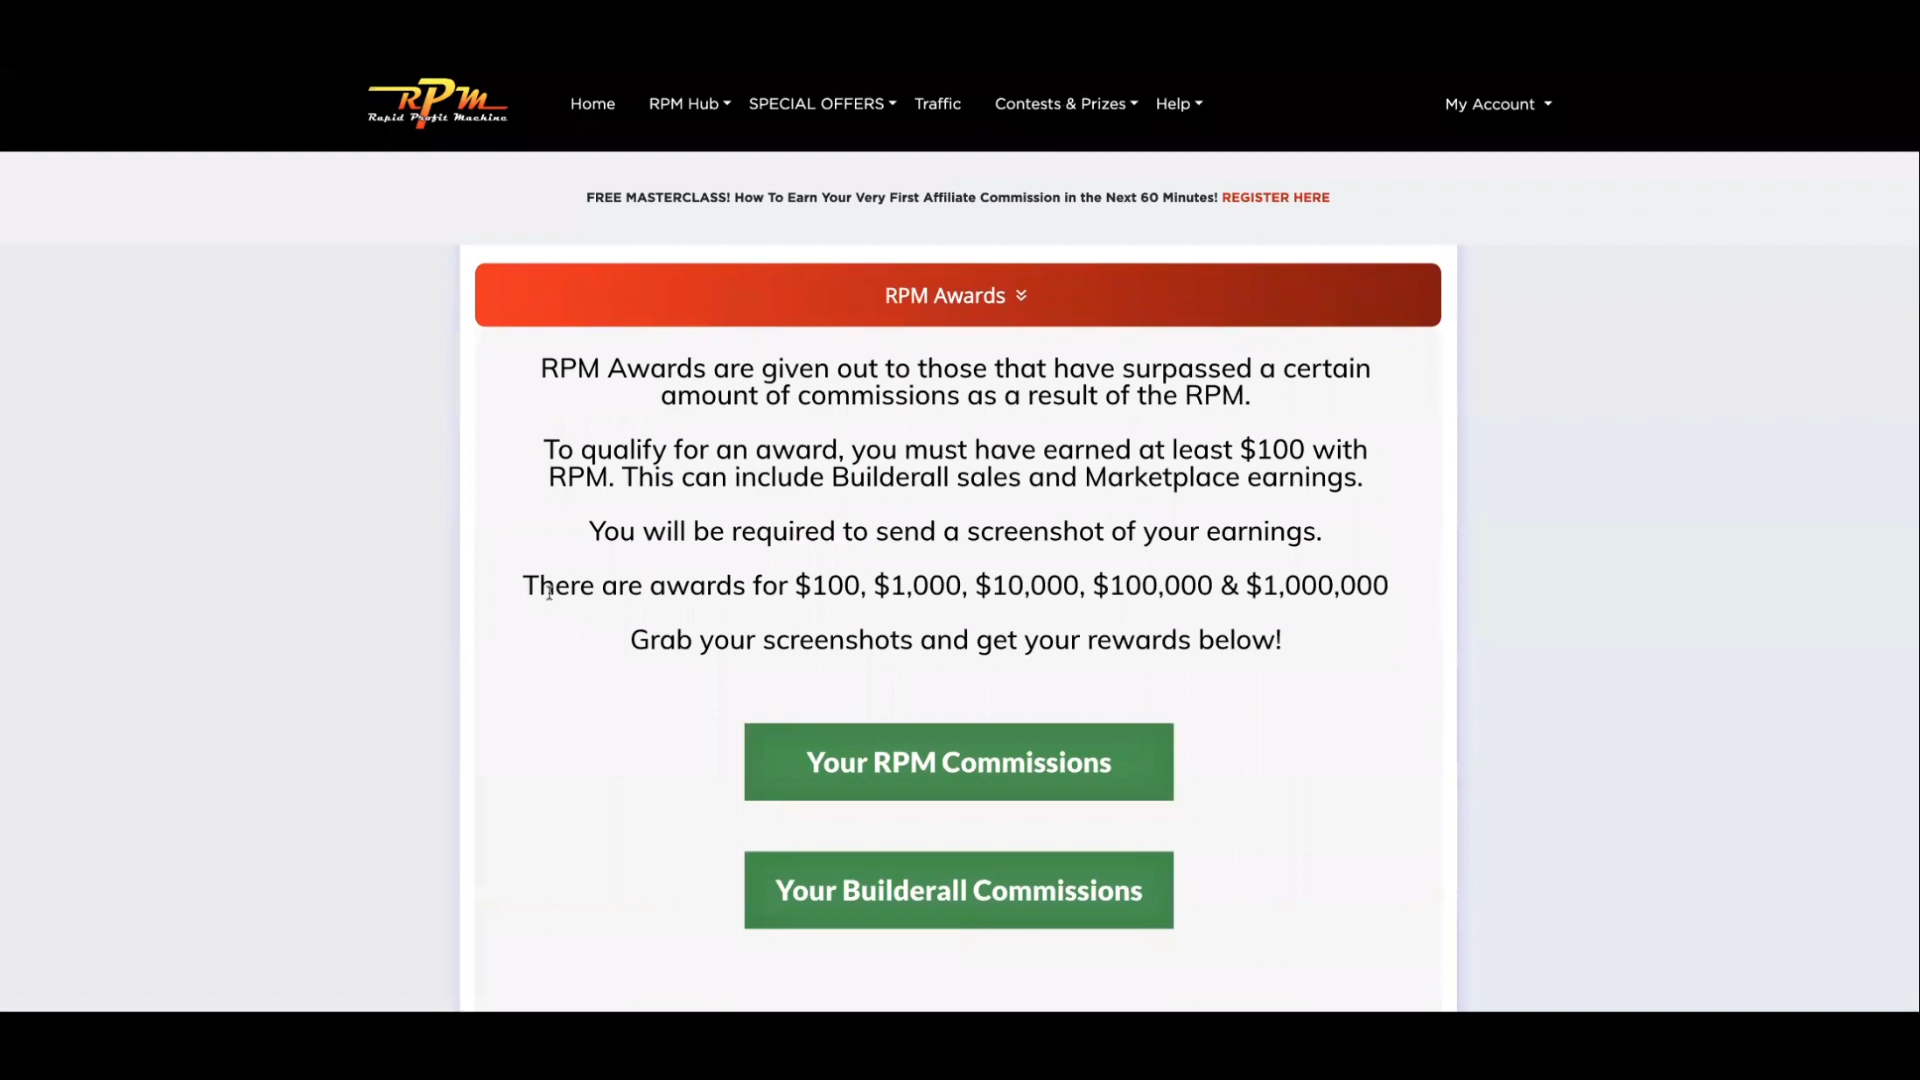 RPM
Rapid Profit Machine
Home RPM Hub SPECIAL OFFERS Traffic Contests & Prizes Help My Account
FREE MASTERCLASS! How To Earn Your Very First Affiliate Commission in the Next 60 Minutes! REGISTER HERE
RPM Awards
RPM Awards are given out to those that have surpassed a certain
amount of commissions as a result of the RPM.
To qualify for an award, you must have earned at least $100 with
RPM. This can include Builderall sales and Marketplace earnings.
You will be required to send a screenshot of your earnings.
There are awards for $100, $1,000, $10,000, $100,000 & $1,000,000
Grab your screenshots and get your rewards below!
Your RPM Commissions
Your Builderall Commissions